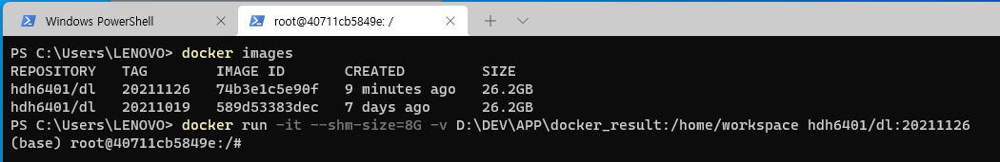 Windows PowerShell
root@40711cb5849e: /
PS C:\Users\LENOVO> docker images
REPOSITORY   TAG        IMAGE ID       CREATED         SIZE
hdh6401/dl   20211126   74b3e1c5e90f   9 minutes ago   26.2GB
hdh6401/dl   20211019   589d53383dec   7 days ago      26.2GB
PS C:\Users\LENOVO> docker run -it --shm-size=8G -v D:\DEV\APP\docker_result:/home/workspace hdh6401/dl:20211126
(base) root@40711cb5849e:/#